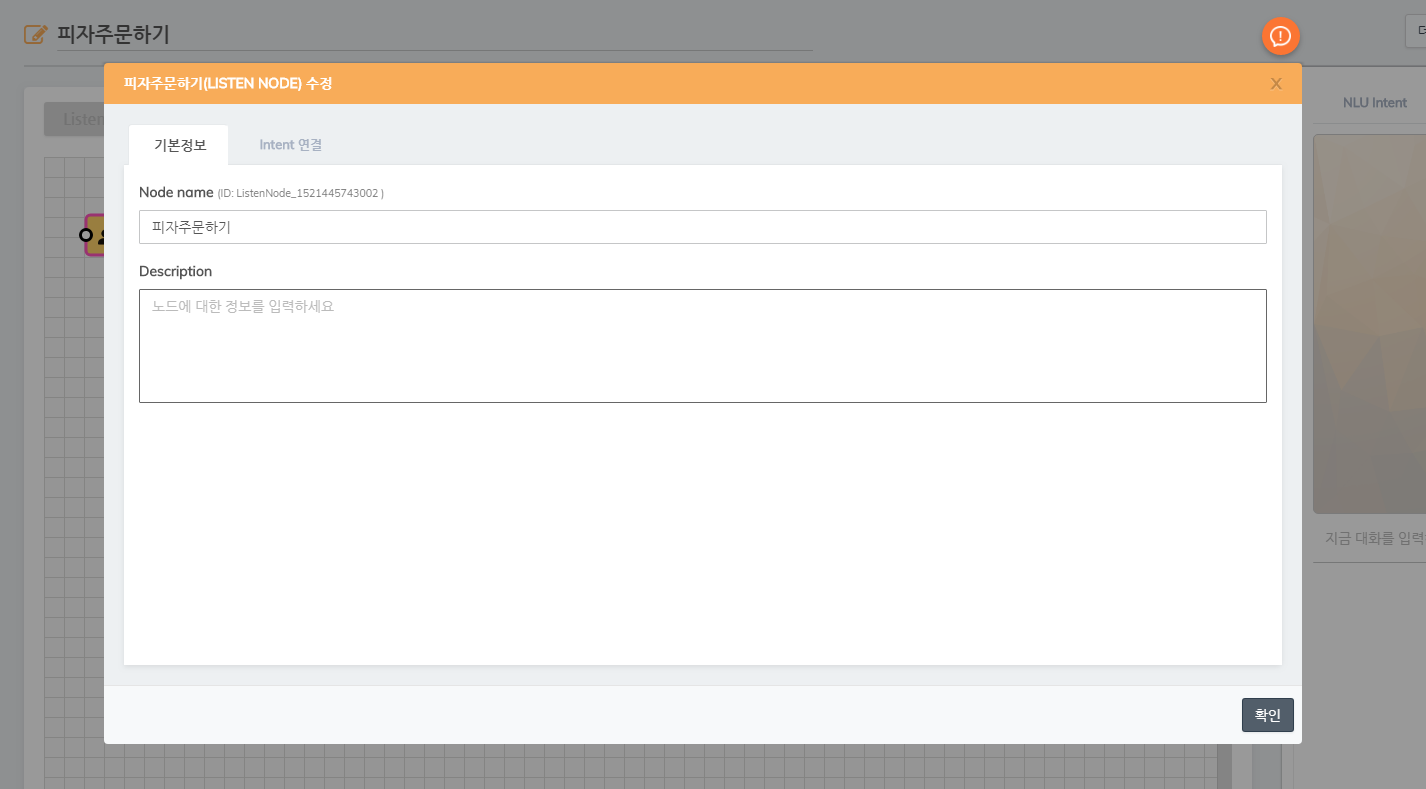 피자주문하기
피자주문하기(LISTEN NODE) 수정
X
Listen
NLU Intent
기본정보
Intent 연결
Node name (ID: ListenNode_1521445743002 )
피자주문하기
Description
노드에 대한 정보를 입력하세요
지금 대화를 입력
확인